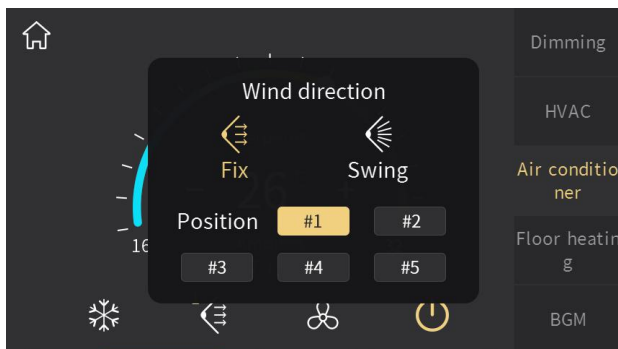 Wind direction
Fix
Swing
Position
#1
#2
#3
#4
#5
- 26 +
16
Dimming
HVAC
Air conditio
ner
Floor heatin
g
BGM